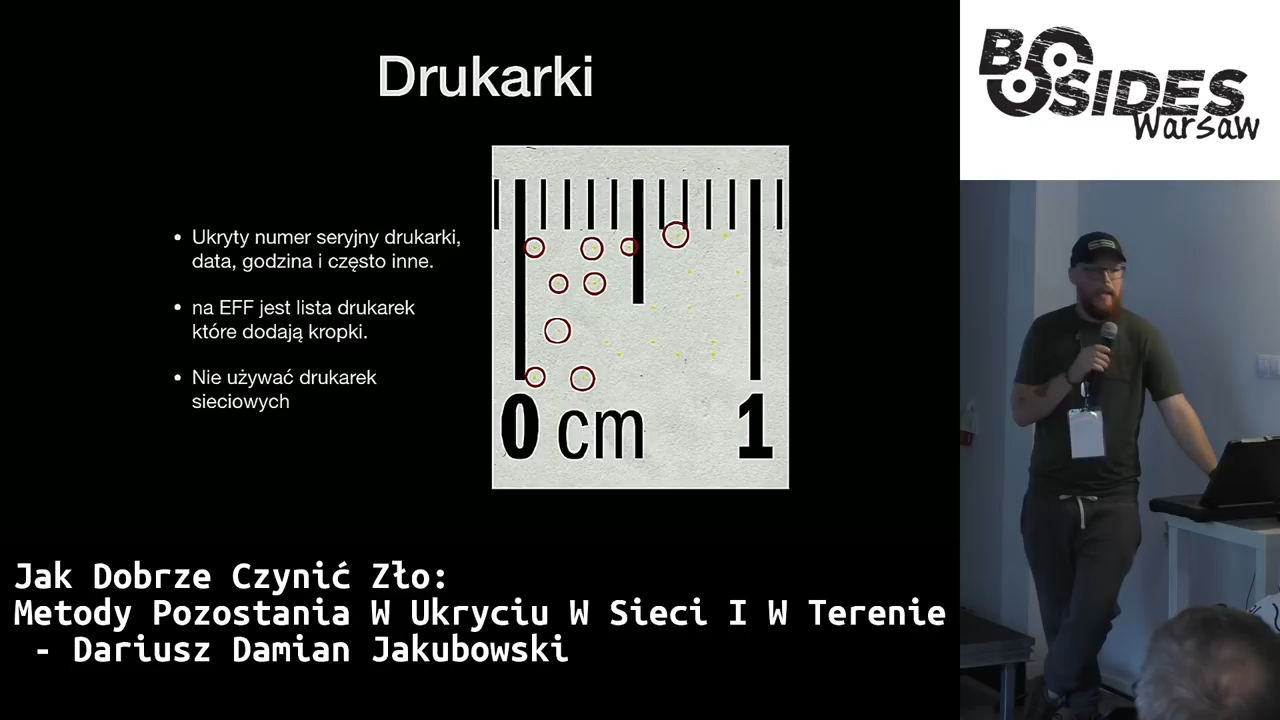 Drukarki
• Ukryty numer seryjny drukarki,
data, godzina i często inne.
• na EFF jest lista drukarek
które dodają kropki.
• Nie używać drukarek
sieciowych
0 cm 1
Jak Dobrze Czynić Zło:
Metody Pozostania W Ukryciu W Sieci I W Terenie
- Dariusz Damian Jakubowski
BSIDES
Warsaw